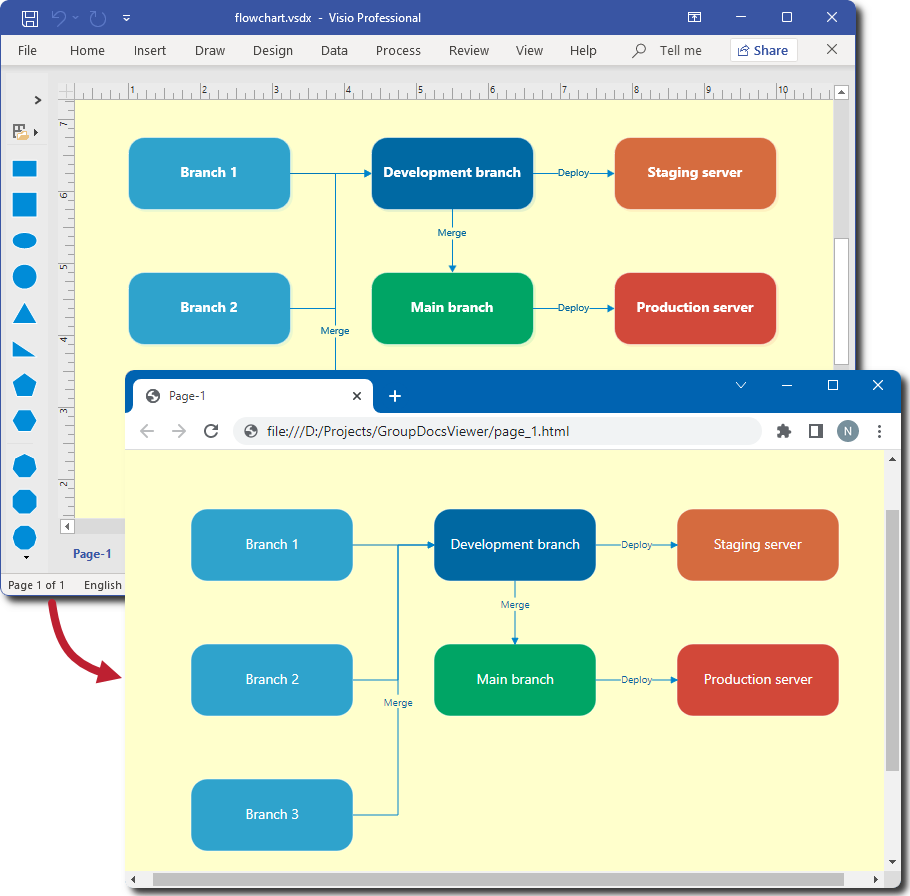 flowchart.vsdx - Visio Professional
File Home Insert Draw Design Data Process Review View Help Tell me Share
1 2 3 4 5 6 7 8 9 10
7
Branch 1 Development branch Deploy Staging server
6
Merge
5
Branch 2 Main branch Deploy Production server
Merge
4
3
2
Page-1
Page 1 of 1 English
Page-1
file:///D:/Projects/GroupDocsViewer/page_1.html N
Branch 1 Development branch Deploy Staging server
Merge
Branch 2 Main branch Deploy Production server
Merge
Branch 3